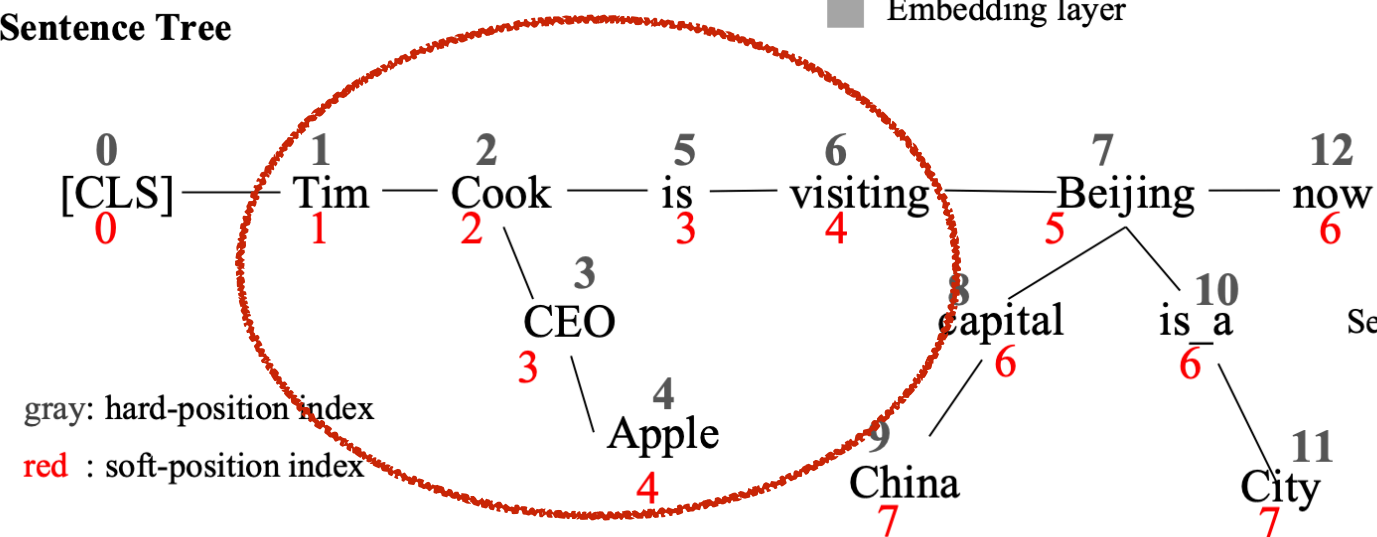 Embedding layer
Sentence Tree
0 1 2 5 6 7 12
[CLS] Tim Cook is visiting Beijing now
0 1 2 3 4 5 6
3 8 10
CEO capital is_a
3 6 6
4 9 11
gray: hard-position index
Apple China City
red : soft-position index
4 7 7
Se